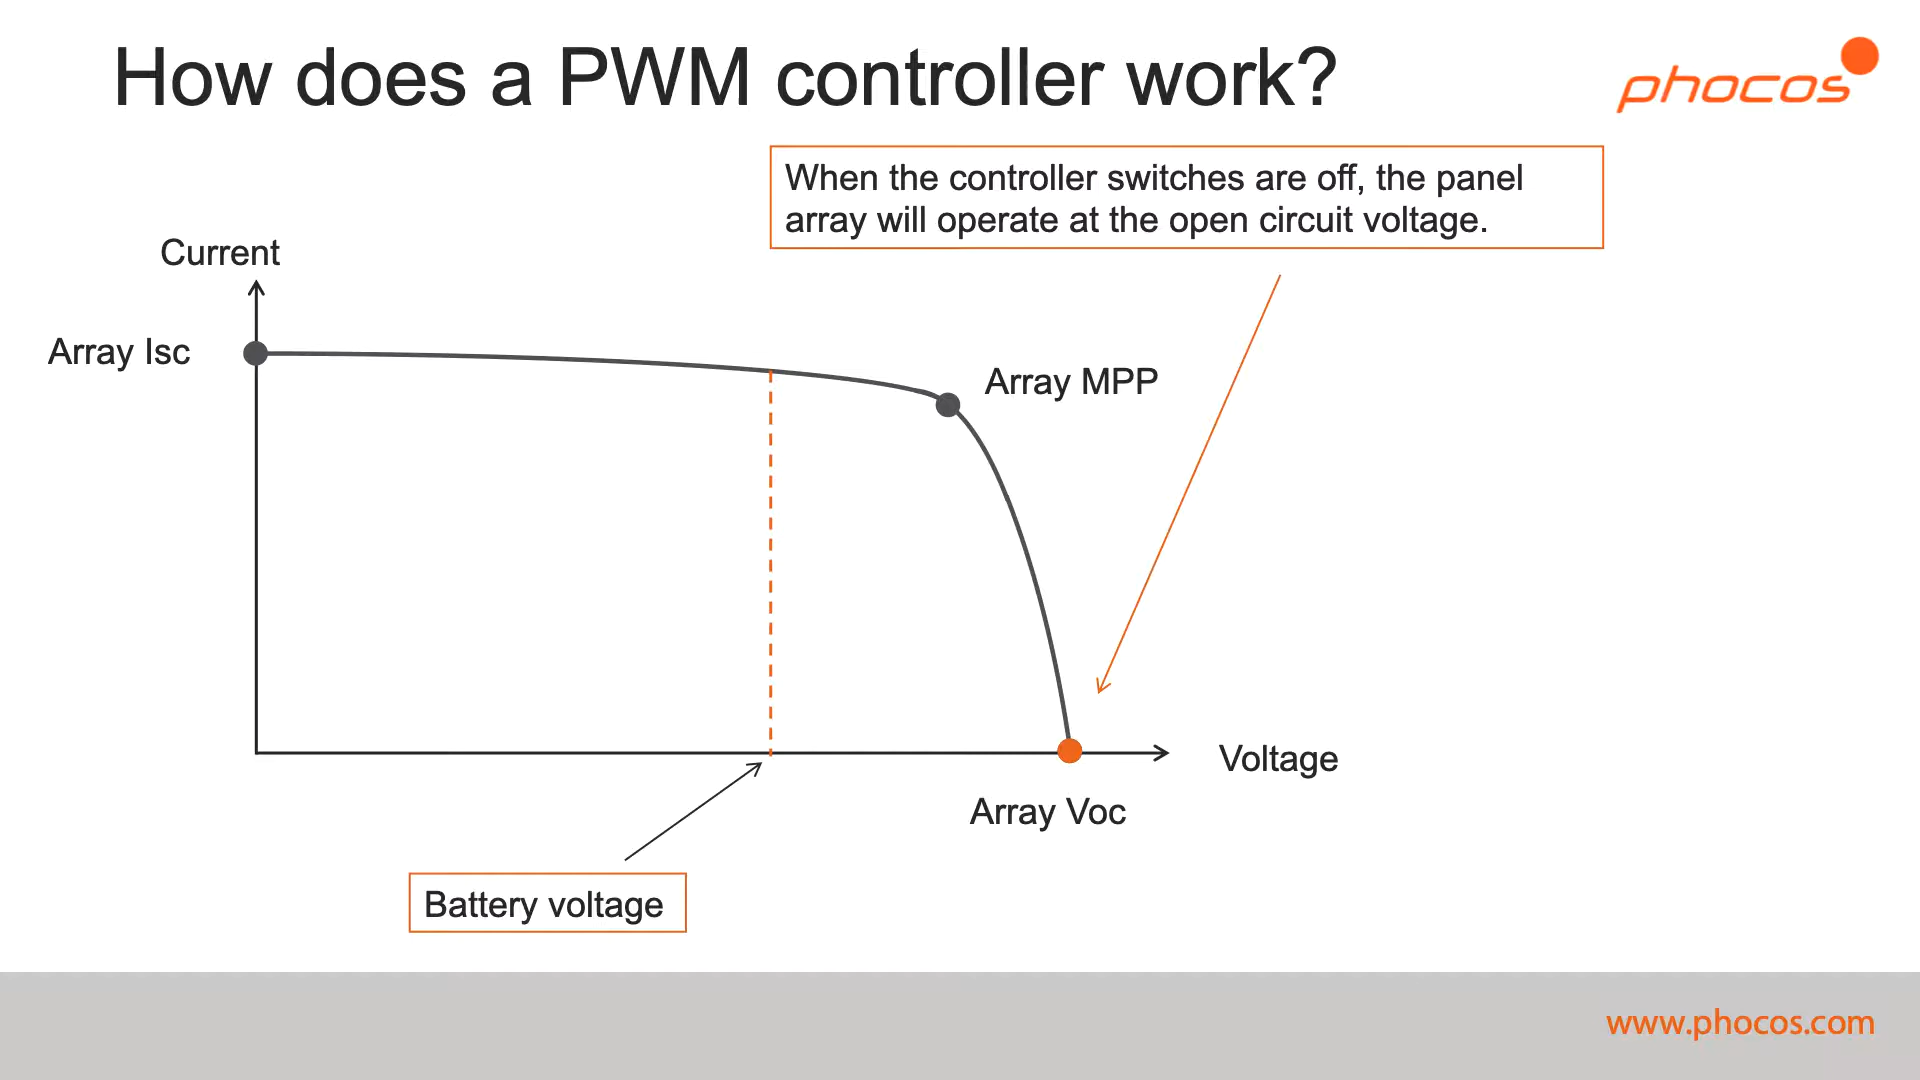 How does a PWM controller work?
phocos
When the controller switches are off, the panel
array will operate at the open circuit voltage.
Current
Array Isc
Array MPP
Voltage
Array Voc
Battery voltage
www.phocos.com